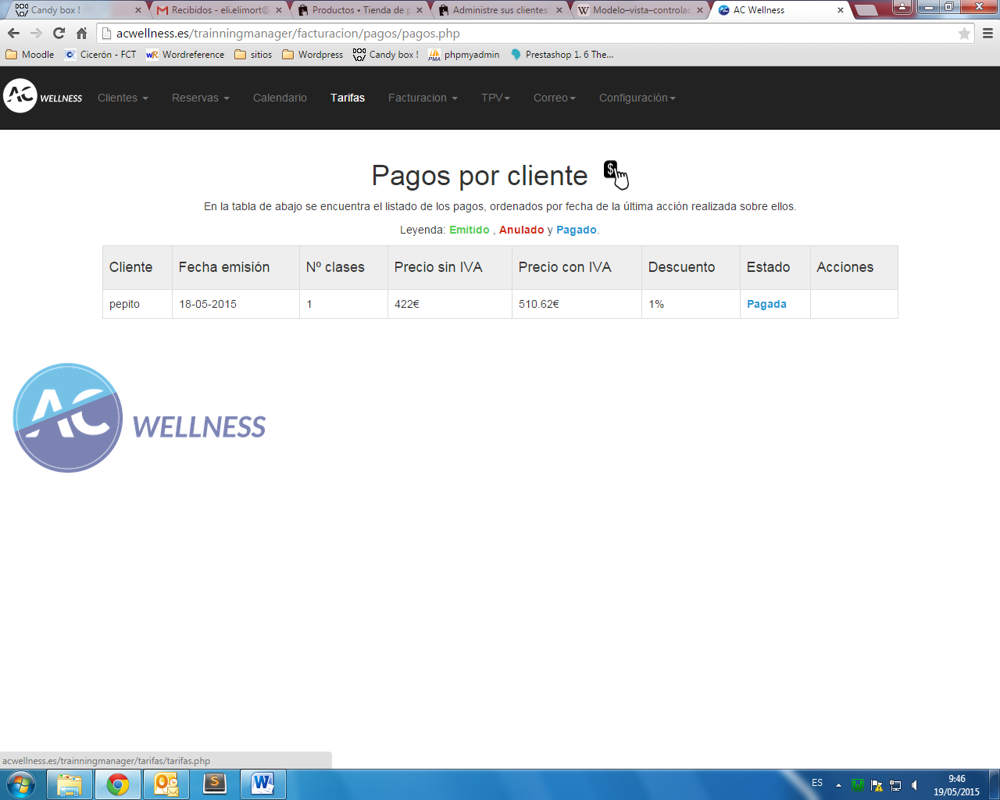 Candy box !
Recibidos - eli.elimort@
Productos • Tienda de p
Administre sus clientes
Modelo–vista–controlad
AC Wellness
acwellness.es/trainningmanager/facturacion/pagos/pagos.php
Moodle
Cicerón - FCT
Wordreference
sitios
Wordpress
Candy box !
phpmyadmin
Prestashop 1. 6 The...
AC WELLNESS
Clientes
Reservas
Calendario
Tarifas
Facturacion
TPV
Correo
Configuración
Pagos por cliente
En la tabla de abajo se encuentra el listado de los pagos, ordenados por fecha de la última acción realizada sobre ellos.
Leyenda: Emitido , Anulado y Pagado.
Cliente Fecha emisión Nº clases Precio sin IVA Precio con IVA Descuento Estado Acciones
pepito 18-05-2015 1 422€ 510.62€ 1% Pagada
AC WELLNESS
acwellness.es/trainningmanager/tarifas/tarifas.php
ES
9:46
19/05/2015